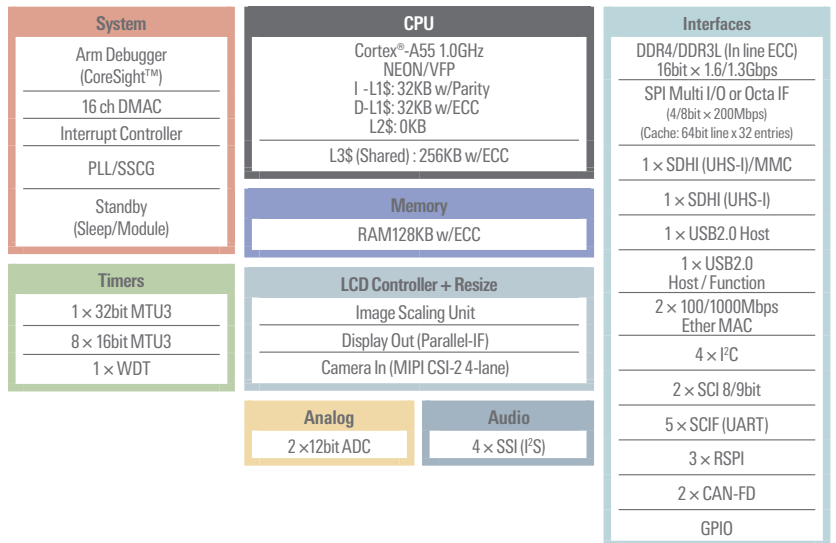 System
Arm Debugger
(CoreSight™)
16 ch DMAC
Interrupt Controller
PLL/SSCG
Standby
(Sleep/Module)
Timers
1 × 32bit MTU3
8 × 16bit MTU3
1 × WDT
CPU
Cortex®-A55 1.0GHz
NEON/VFP
I -L1$: 32KB w/Parity
D-L1$: 32KB w/ECC
L2$: 0KB
L3$ (Shared) : 256KB w/ECC
Memory
RAM128KB w/ECC
LCD Controller + Resize
Image Scaling Unit
Display Out (Parallel-IF)
Camera In (MIPI CSI-2 4-lane)
Analog
2 ×12bit ADC
Audio
4 × SSI (I²S)
Interfaces
DDR4/DDR3L (In line ECC)
16bit × 1.6/1.3Gbps
SPI Multi I/O or Octa IF
(4/8bit × 200Mbps)
(Cache: 64bit line x 32 entries)
1 × SDHI (UHS-I)/MMC
1 × SDHI (UHS-I)
1 × USB2.0 Host
1 × USB2.0
Host / Function
2 × 100/1000Mbps
Ether MAC
4 × I²C
2 × SCI 8/9bit
5 × SCIF (UART)
3 × RSPI
2 × CAN-FD
GPIO